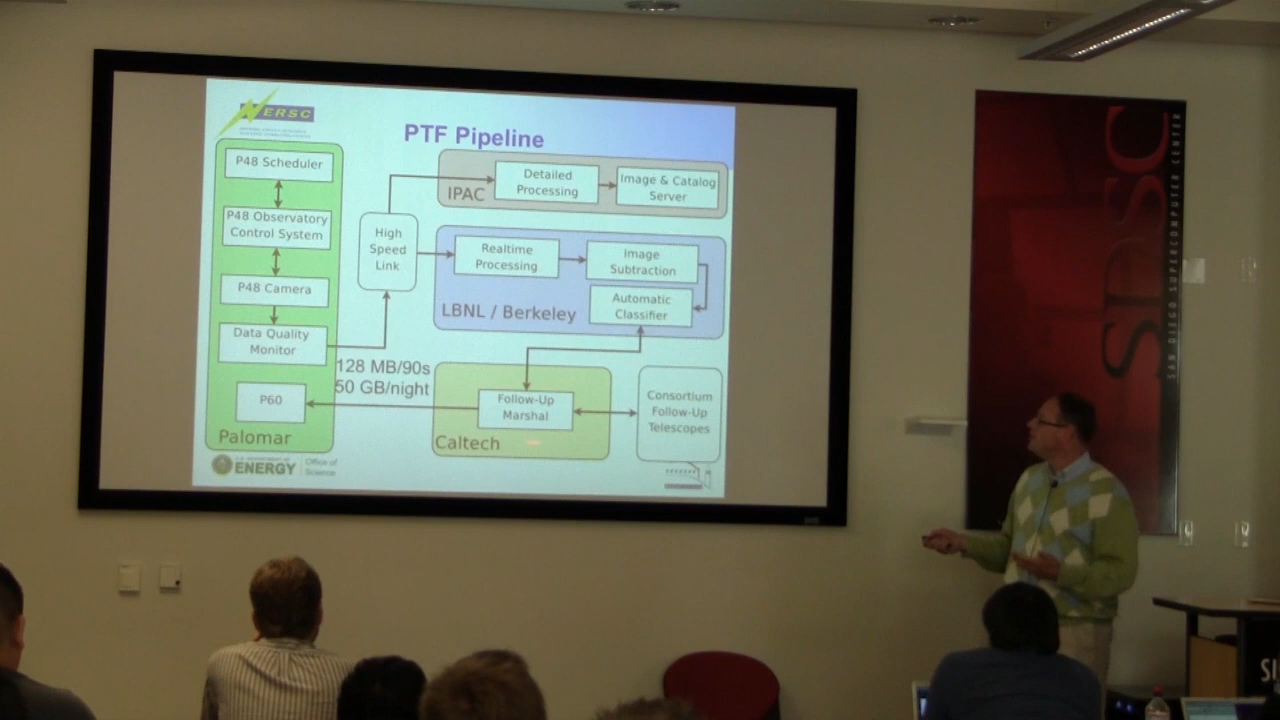 NERSC
PTF Pipeline
P48 Scheduler
P48 Observatory
Control System
P48 Camera
Data Quality
Monitor
P60
Palomar
High
Speed
Link
128 MB/90s
50 GB/night
IPAC
Detailed
Processing
Image & Catalog
Server
Realtime
Processing
Image
Subtraction
Automatic
Classifier
LBNL / Berkeley
Follow-Up
Marshal
Caltech
Consortium
Follow-Up
Telescopes
U.S. DEPARTMENT OF
ENERGY
Office of
Science
SDSC
SAN DIEGO SUPERCOMPUTER CENTER